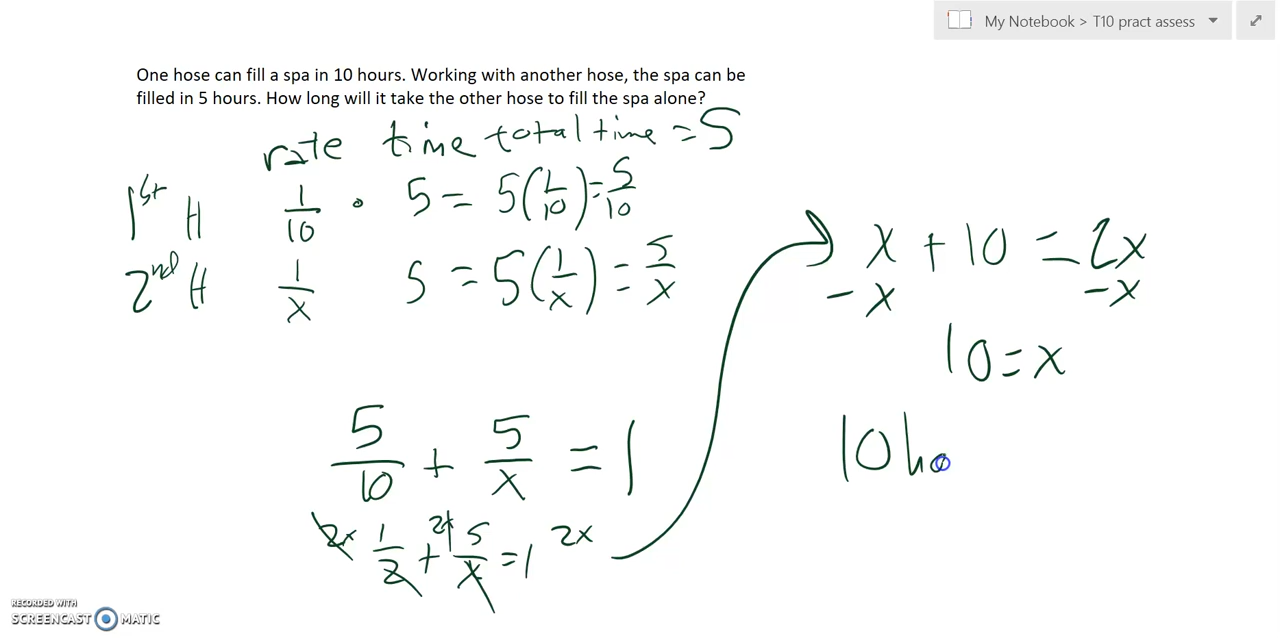 My Notebook > T10 pract assess
One hose can fill a spa in 10 hours. Working with another hose, the spa can be
filled in 5 hours. How long will it take the other hose to fill the spa alone?
rate time total time = 5
1st H 1/10 · 5 = 5(1/10) = 5/10
2nd H 1/x 5 = 5(1/x) = 5/x
5/10 + 5/x = 1
2x 1/2 + 2x 5/x = 1 2x
x + 10 = 2x
-x -x
10 = x
10 ho
RECORDED WITH
SCREENCAST MATIC